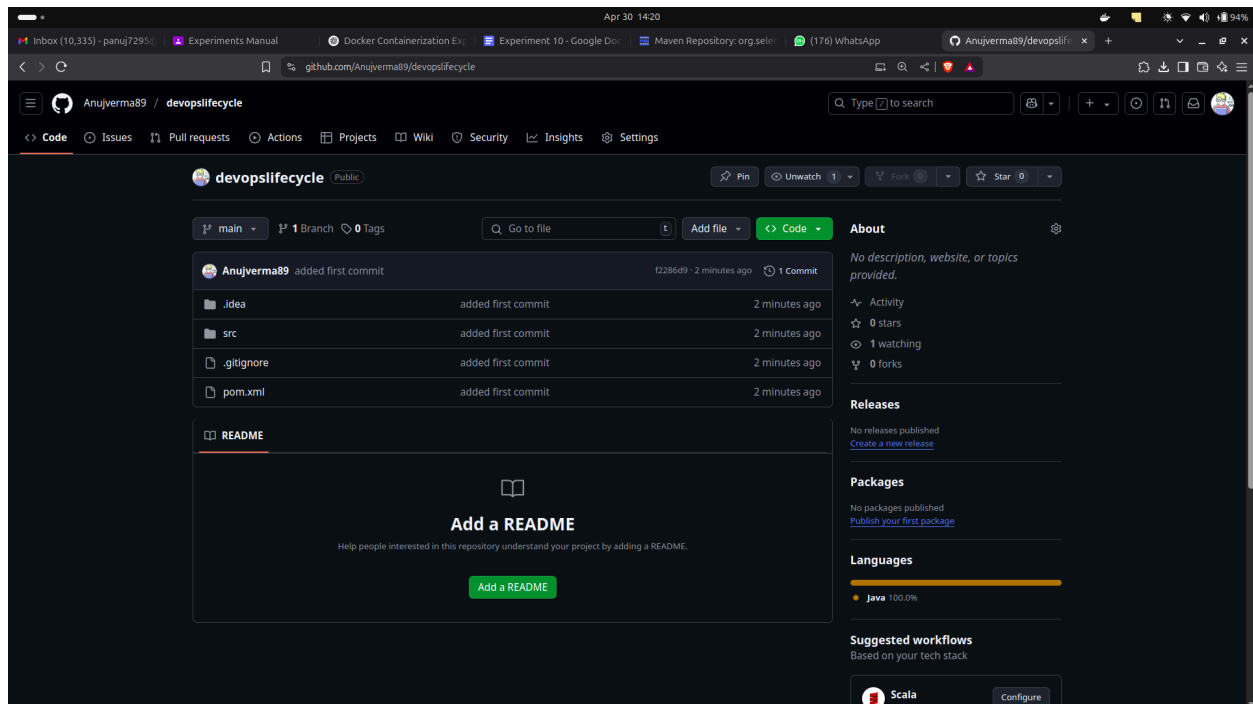 Apr 30 14:20
94%
Inbox (10,335) - panuj7295@
Experiments Manual
Docker Containerization Exp
Experiment 10 - Google Doc
Maven Repository: org.selen
(176) WhatsApp
Anujverma89/devopslife
github.com/Anujverma89/devopslifecycle
Anujverma89 / devopslifecycle
Type / to search
Code
Issues
Pull requests
Actions
Projects
Wiki
Security
Insights
Settings
devopslifecycle Public
Pin
Unwatch 1
Fork 0
Star 0
main
1 Branch
0 Tags
Go to file t
Add file
Code
Anujverma89 added first commit f2286d9 · 2 minutes ago 1 Commit
.idea added first commit 2 minutes ago
src added first commit 2 minutes ago
.gitignore added first commit 2 minutes ago
pom.xml added first commit 2 minutes ago
README
Add a README
Help people interested in this repository understand your project by adding a README.
Add a README
About
No description, website, or topics
provided.
Activity
0 stars
1 watching
0 forks
Releases
No releases published
Create a new release
Packages
No packages published
Publish your first package
Languages
Java 100.0%
Suggested workflows
Based on your tech stack
Scala
Configure